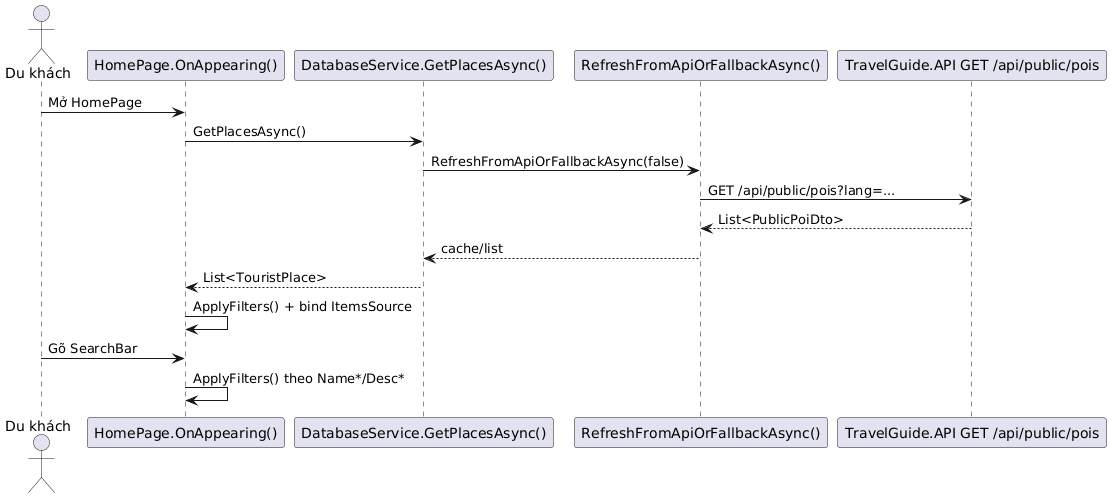 Du khách
HomePage.OnAppearing()
DatabaseService.GetPlacesAsync()
RefreshFromApiOrFallbackAsync()
TravelGuide.API GET /api/public/pois
Mở HomePage
GetPlacesAsync()
RefreshFromApiOrFallbackAsync(false)
GET /api/public/pois?lang=...
List<PublicPoiDto>
cache/list
List<TouristPlace>
ApplyFilters() + bind ItemsSource
Gõ SearchBar
ApplyFilters() theo Name*/Desc*
Du khách
HomePage.OnAppearing()
DatabaseService.GetPlacesAsync()
RefreshFromApiOrFallbackAsync()
TravelGuide.API GET /api/public/pois